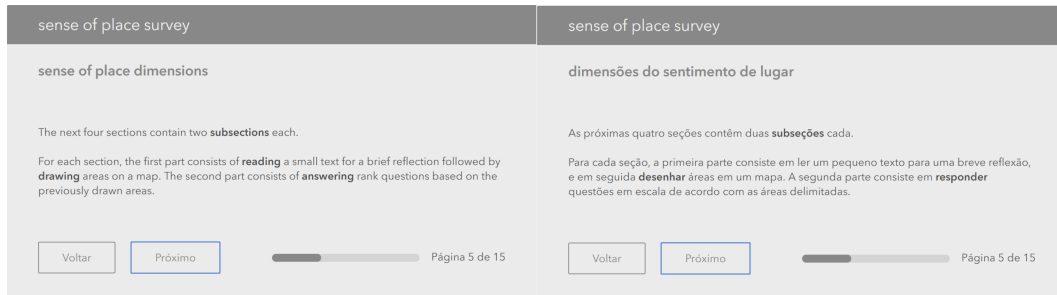 sense of place survey
sense of place dimensions
The next four sections contain two subsections each.
For each section, the first part consists of reading a small text for a brief reflection followed by
drawing areas on a map. The second part consists of answering rank questions based on the
previously drawn areas.
Voltar
Próximo
Página 5 de 15
sense of place survey
dimensões do sentimento de lugar
As próximas quatro seções contêm duas subseções cada.
Para cada seção, a primeira parte consiste em ler um pequeno texto para uma breve reflexão,
e em seguida desenhar áreas em um mapa. A segunda parte consiste em responder
questões em escala de acordo com as áreas delimitadas.
Voltar
Próximo
Página 5 de 15